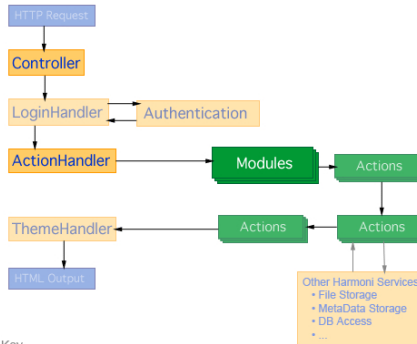 HTTP Request
Controller
LoginHandler
Authentication
ActionHandler
Modules
Actions
ThemeHandler
Actions
Actions
HTML Output
Other Harmoni Services
• File Storage
• MetaData Storage
• DB Access
• ...